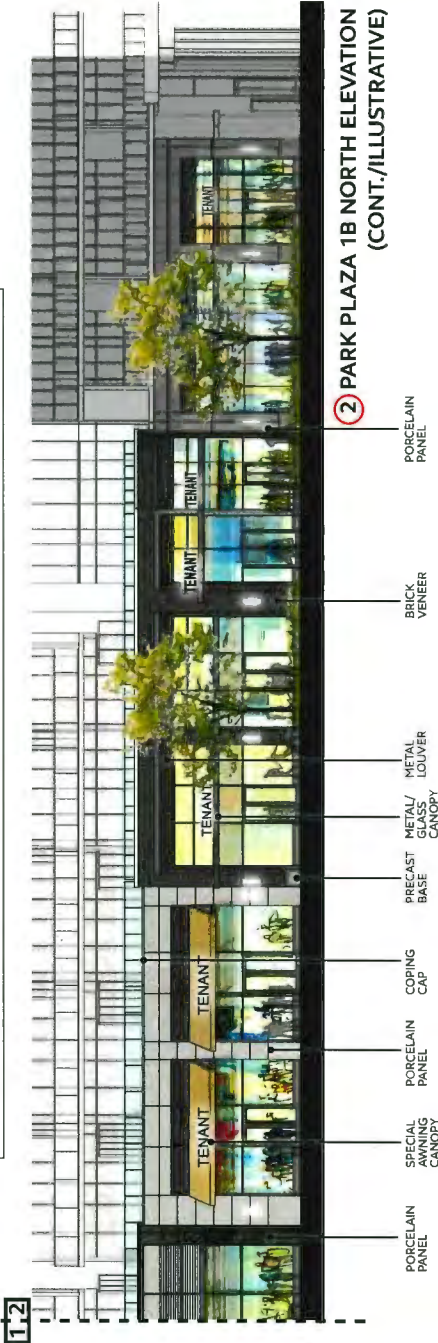 1.2
TENANT
TENANT
TENANT
TENANT
TENANT
TENANT
PORCELAIN
PANEL
SPECIAL
AWNING
CANOPY
PORCELAIN
PANEL
COPING
CAP
PRECAST
BASE
METAL/
GLASS
CANOPY
METAL
LOUVER
BRICK
VENEER
PORCELAIN
PANEL
2 PARK PLAZA 1B NORTH ELEVATION
(CONT./ILLUSTRATIVE)